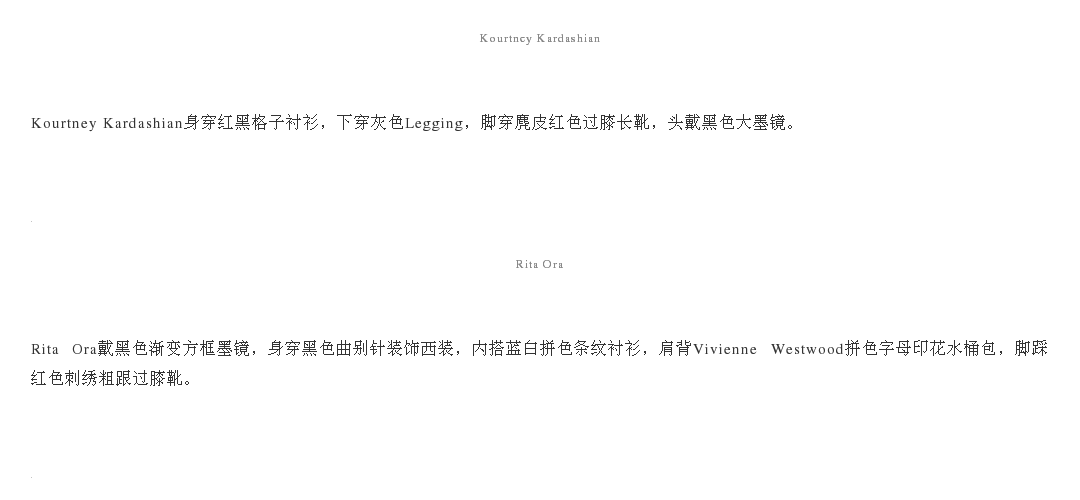 Kourtney Kardashian
Kourtney Kardashian身穿红黑格子衬衫，下穿灰色Legging，脚穿麂皮红色过膝长靴，头戴黑色大墨镜。
Rita Ora
Rita Ora戴黑色渐变方框墨镜，身穿黑色曲别针装饰西装，内搭蓝白拼色条纹衬衫，肩背Vivienne Westwood拼色字母印花水桶包，脚踩
红色刺绣粗跟过膝靴。